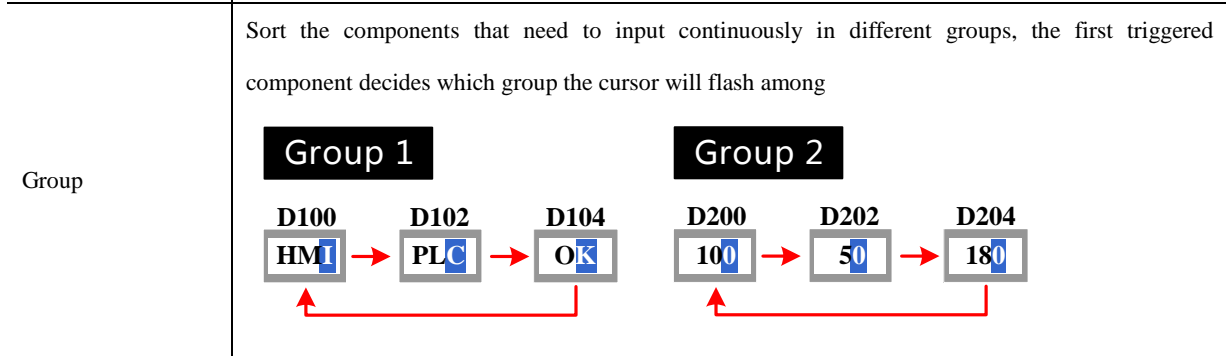 Sort the components that need to input continuously in different groups, the first triggered
component decides which group the cursor will flash among
Group
Group 1 Group 2
D100 D102 D104 D200 D202 D204
HMI PLC OK 100 50 180